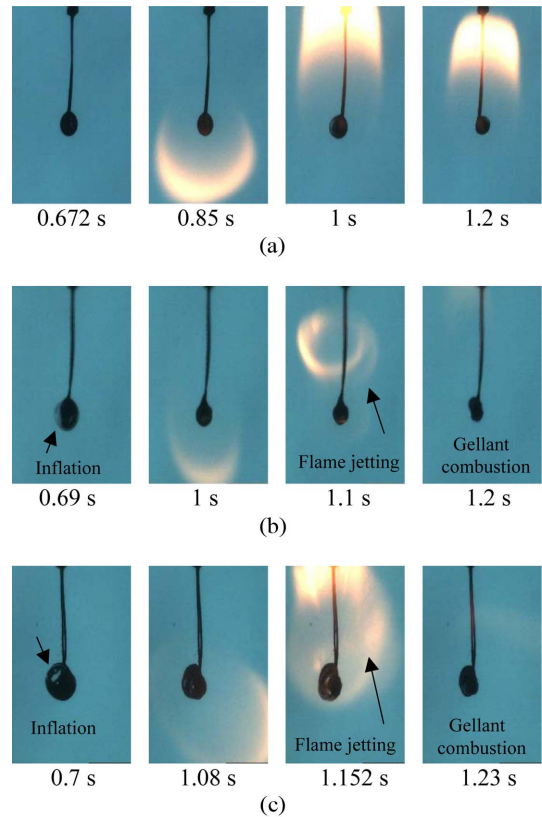 0.672 s 0.85 s 1 s 1.2 s
(a)
Inflation
Flame jetting
Gellant
combustion
0.69 s 1 s 1.1 s 1.2 s
(b)
Inflation
Flame jetting
Gellant
combustion
0.7 s 1.08 s 1.152 s 1.23 s
(c)